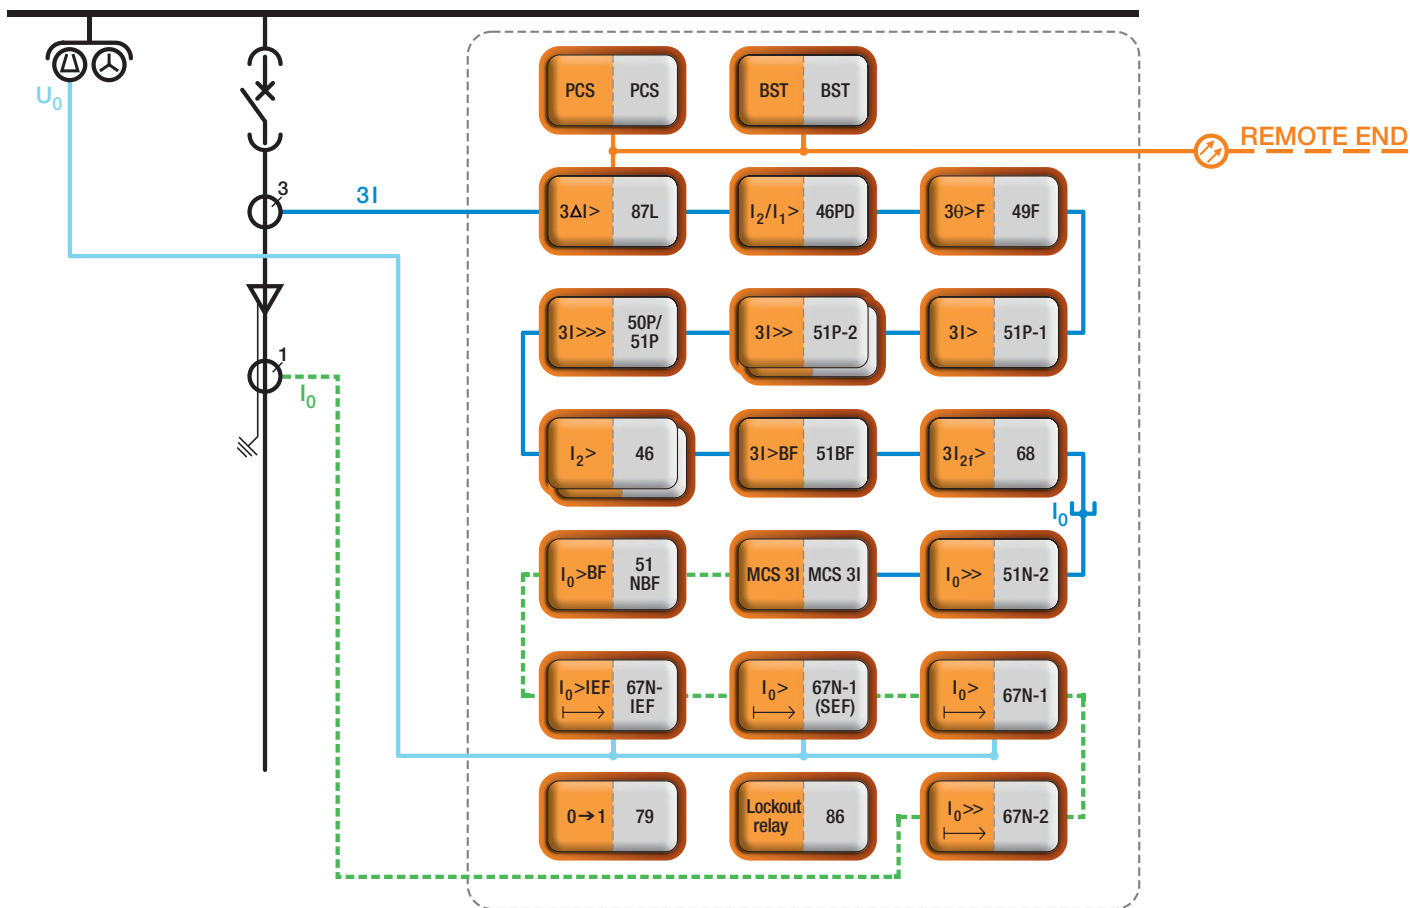 PCS PCS
BST BST
U₀
REMOTE END
3
3I
3ΔI> 87L
I₂/I₁> 46PD
3θ>F 49F
3I>>> 50P/
51P
3I>> 51P-2
3I> 51P-1
1
I₀
I₂> 46
3I>BF 51BF
3I₂f> 68
I₀
I₀>BF 51
NBF
MCS 3I MCS 3I
I₀>> 51N-2
I₀>IEF 67N-
IEF
I₀> 67N-1
(SEF)
I₀> 67N-1
0→1 79
Lockout
relay 86
I₀>> 67N-2